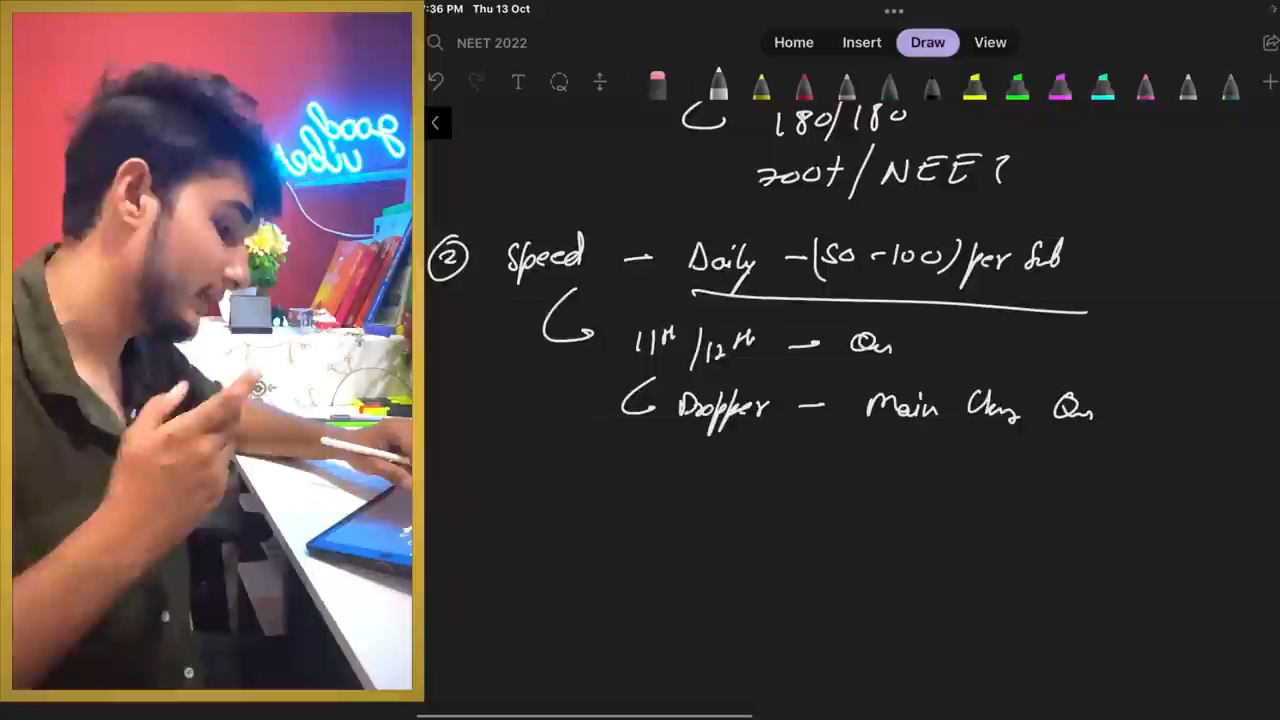 :36 PM Thu 13 Oct
NEET 2022
Home Insert Draw View
T
180/180
700+/NEET
② Speed - Daily - (50-100) per Sub
11th/12th → Qn
Dropper - Main Qn
good
vibes